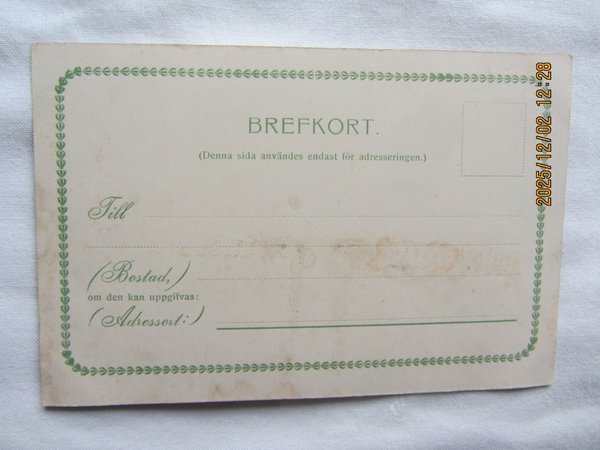 BREFKORT.
(Denna sida användes endast för adresseringen.)
Till
(Bostad,)
om den kan uppgifvas:
(Adressort:)
2025/12/02 12:28